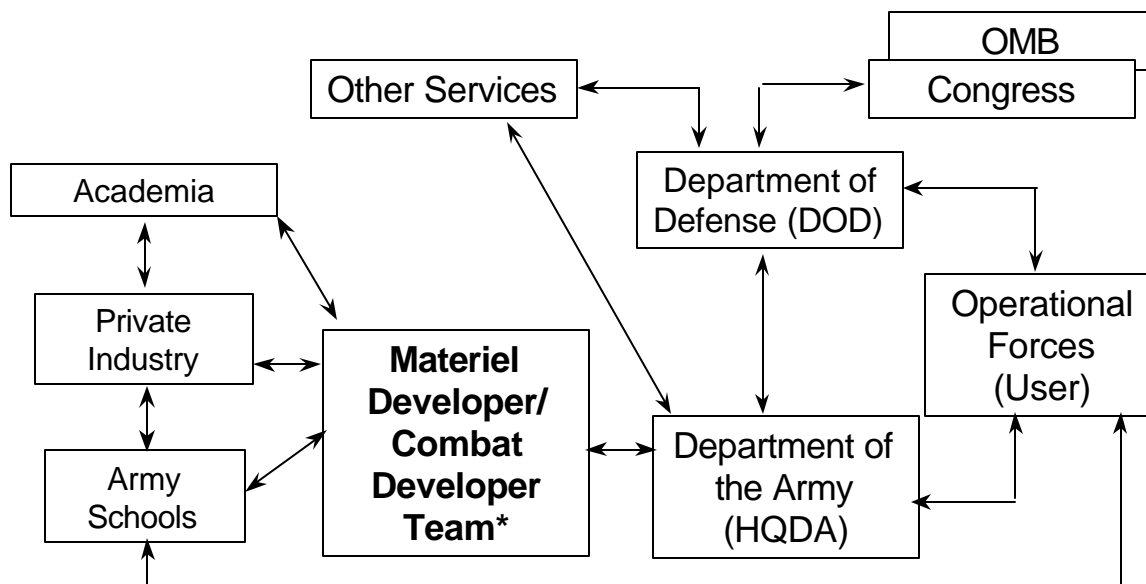 OMB
Congress
Other Services
Department of
Defense (DOD)
Academia
Private
Industry
Operational
Forces
(User)
Materiel
Developer/
Combat
Developer
Team*
Department of
the Army
(HQDA)
Army
Schools